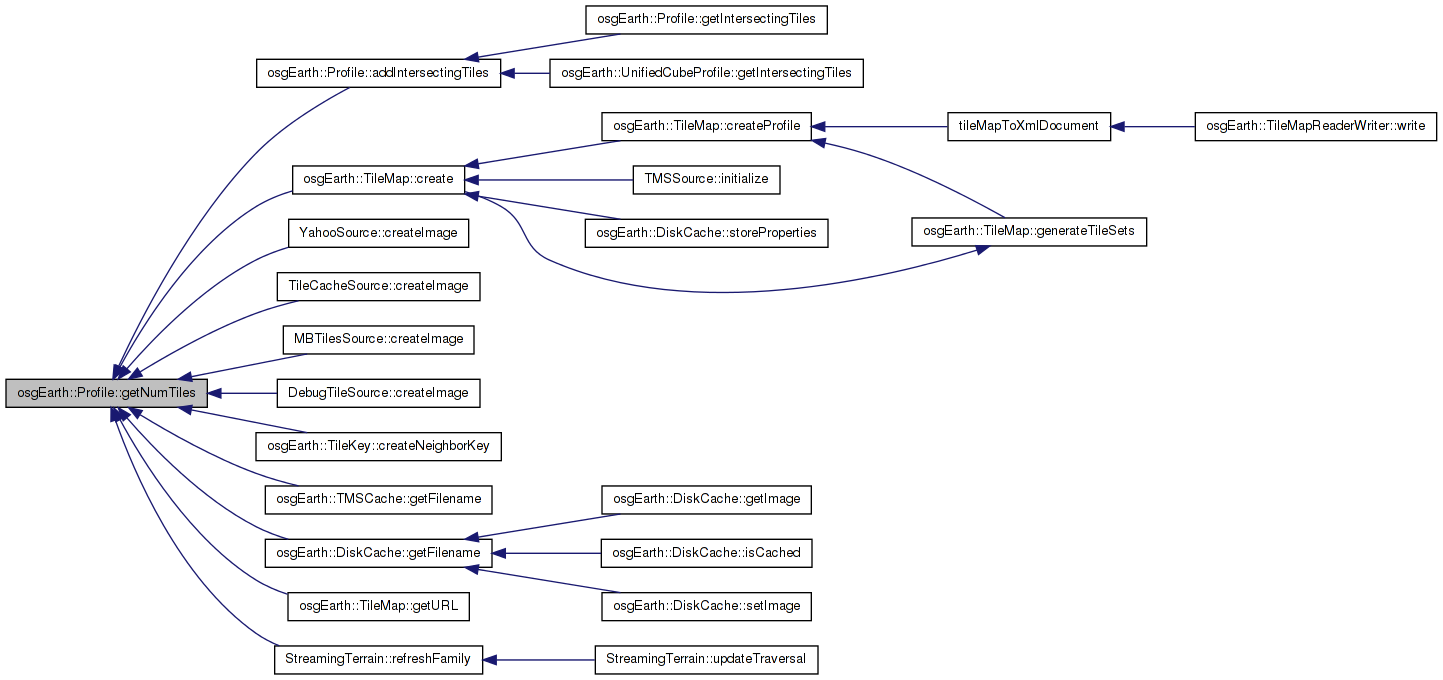 osgEarth::Profile::getIntersectingTiles
osgEarth::Profile::addIntersectingTiles
osgEarth::UnifiedCubeProfile::getIntersectingTiles
osgEarth::TileMap::createProfile
tileMapToXmlDocument
osgEarth::TileMapReaderWriter::write
osgEarth::TileMap::create
TMSSource::initialize
YahooSource::createImage
osgEarth::DiskCache::storeProperties
osgEarth::TileMap::generateTileSets
TileCacheSource::createImage
MBTilesSource::createImage
osgEarth::Profile::getNumTiles
DebugTileSource::createImage
osgEarth::TileKey::createNeighborKey
osgEarth::TMSCache::getFilename
osgEarth::DiskCache::getImage
osgEarth::DiskCache::getFilename
osgEarth::DiskCache::isCached
osgEarth::TileMap::getURL
osgEarth::DiskCache::setImage
StreamingTerrain::refreshFamily
StreamingTerrain::updateTraversal